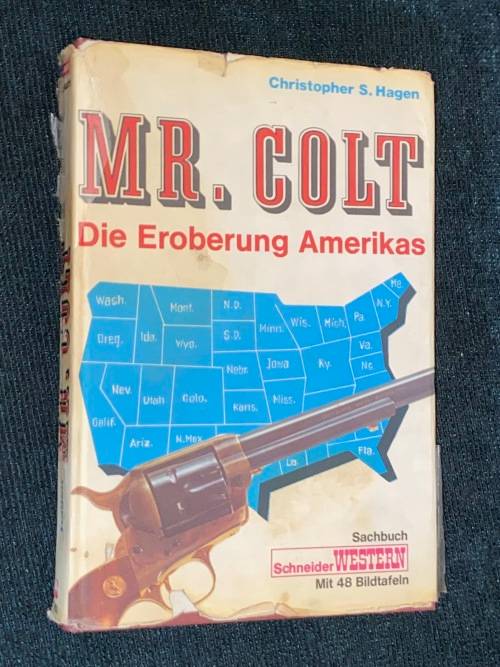 Christopher S. Hagen
MR. COLT
Die Eroberung Amerikas
Wash.
Mont.
N.D.
Minn.
Wis.
Mich.
Pa.
N.Y.
Me.
Oreg.
Ida.
Wyo.
S.D.
Nebr.
Iowa
Ky.
Va.
Nc.
Nev.
Utah
Colo.
Kans.
Miss.
Calif.
Ariz.
N.Mex.
La.
Fla.
Sachbuch
Schneider WESTERN
Mit 48 Bildtafeln
MR. COLT